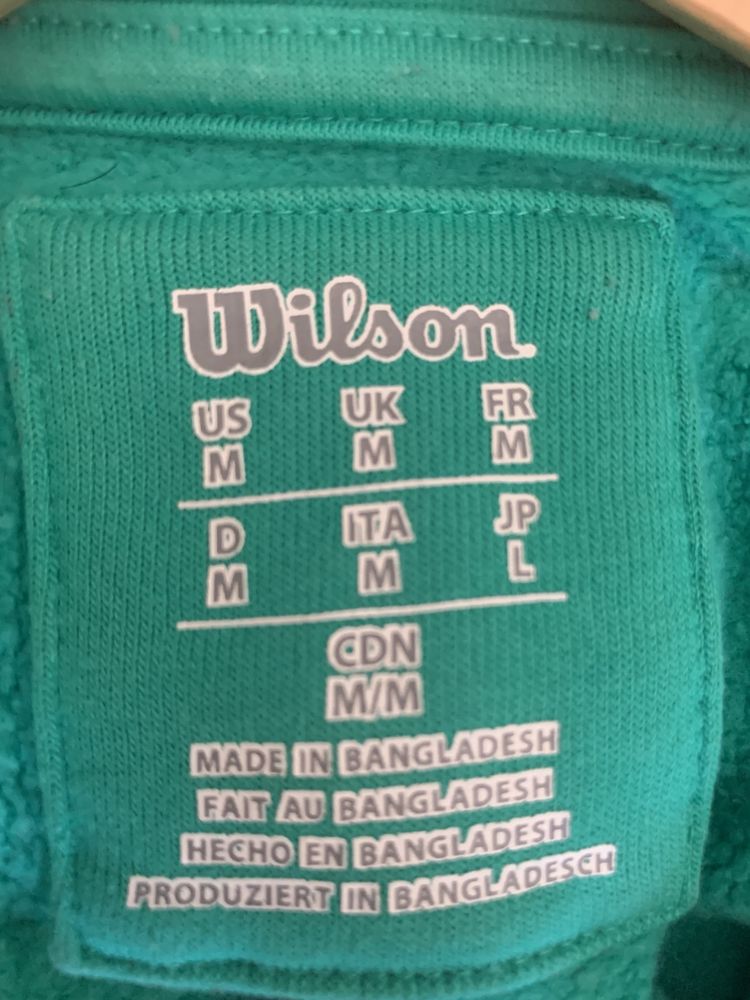 Wilson.
US UK FR
M M M
D ITA JP
M M L
CDN
M/M
MADE IN BANGLADESH
FAIT AU BANGLADESH
HECHO EN BANGLADESH
PRODUZIERT IN BANGLADESCH